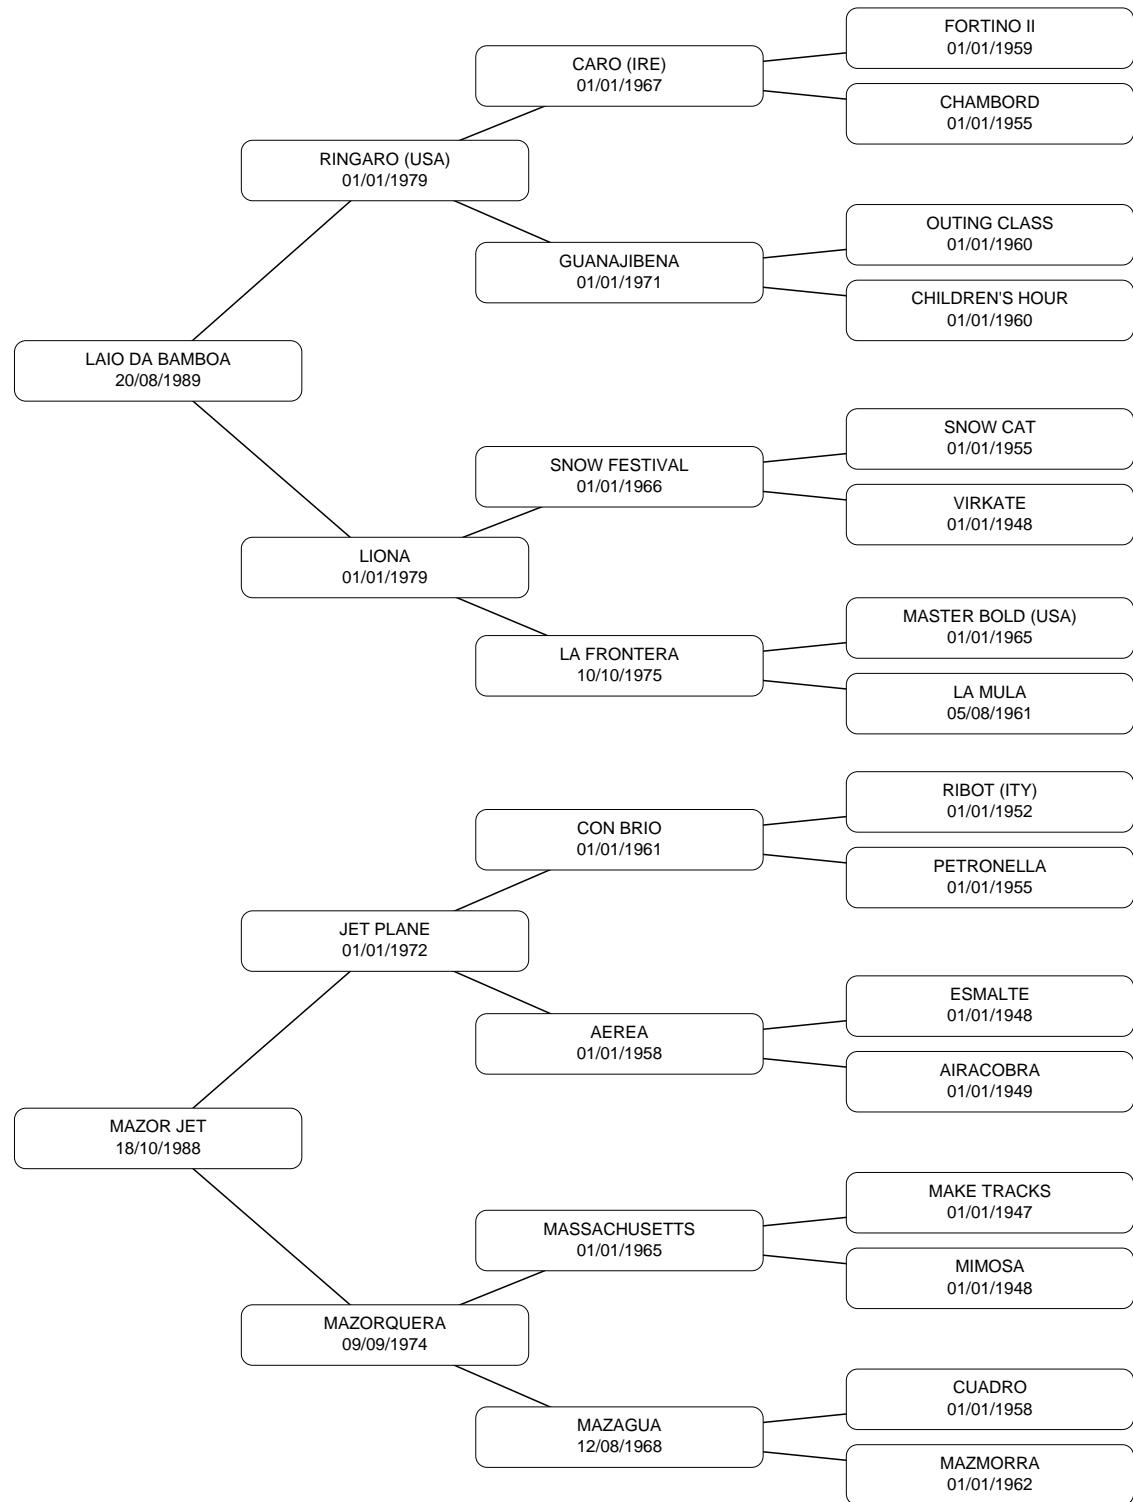 FORTINO II
01/01/1959
CARO (IRE)
01/01/1967
CHAMBORD
01/01/1955
RINGARO (USA)
01/01/1979
OUTING CLASS
01/01/1960
GUANAJIBENA
01/01/1971
CHILDREN'S HOUR
01/01/1960
LAIO DA BAMBOA
20/08/1989
SNOW CAT
01/01/1955
SNOW FESTIVAL
01/01/1966
VIRKATE
01/01/1948
LIONA
01/01/1979
MASTER BOLD (USA)
01/01/1965
LA FRONTERA
10/10/1975
LA MULA
05/08/1961
RIBOT (ITY)
01/01/1952
CON BRIO
01/01/1961
PETRONELLA
01/01/1955
JET PLANE
01/01/1972
ESMALTE
01/01/1948
AEREA
01/01/1958
AIRACOBRA
01/01/1949
MAZOR JET
18/10/1988
MAKE TRACKS
01/01/1947
MASSACHUSETTS
01/01/1965
MIMOSA
01/01/1948
MAZORQUERA
09/09/1974
CUADRO
01/01/1958
MAZAGUA
12/08/1968
MAZMORRA
01/01/1962